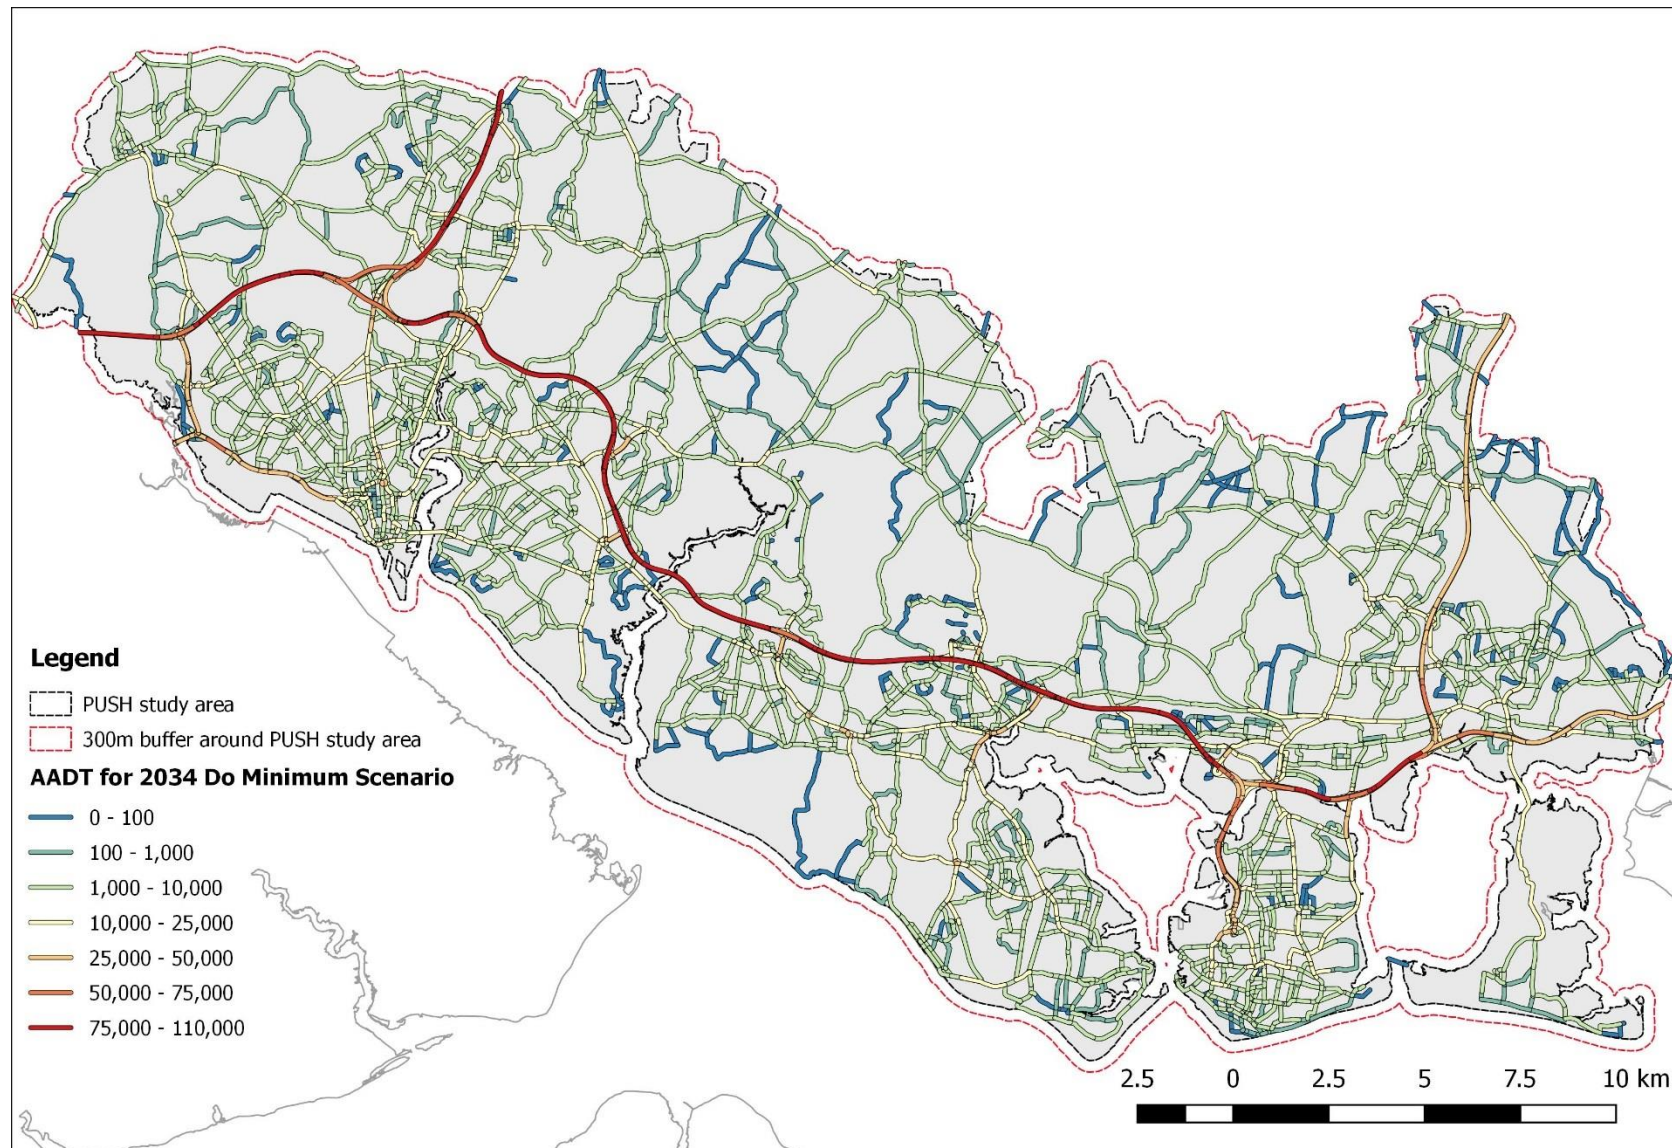 Legend
PUSH study area
300m buffer around PUSH study area
AADT for 2034 Do Minimum Scenario
0 - 100
100 - 1,000
1,000 - 10,000
10,000 - 25,000
25,000 - 50,000
50,000 - 75,000
75,000 - 110,000
2.5 0 2.5 5 7.5 10 km